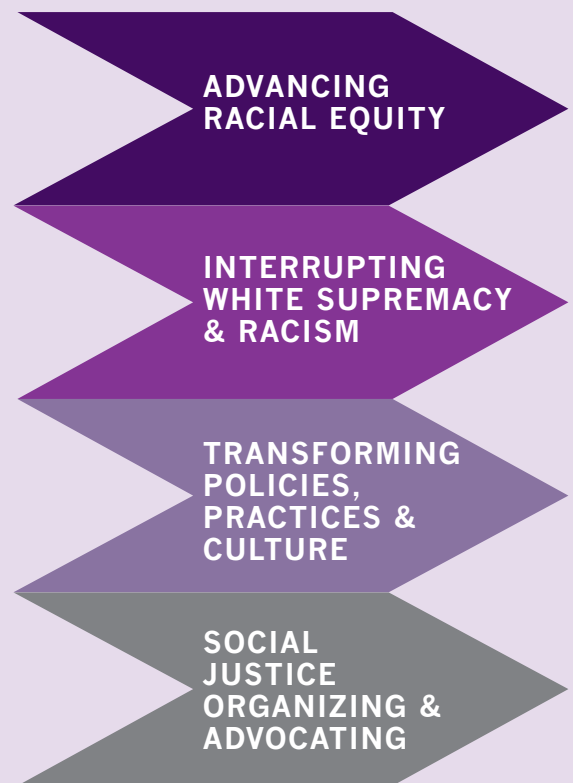 ADVANCING
RACIAL EQUITY
INTERRUPTING
WHITE SUPREMACY
& RACISM
TRANSFORMING
POLICIES,
PRACTICES &
CULTURE
SOCIAL
JUSTICE
ORGANIZING &
ADVOCATING